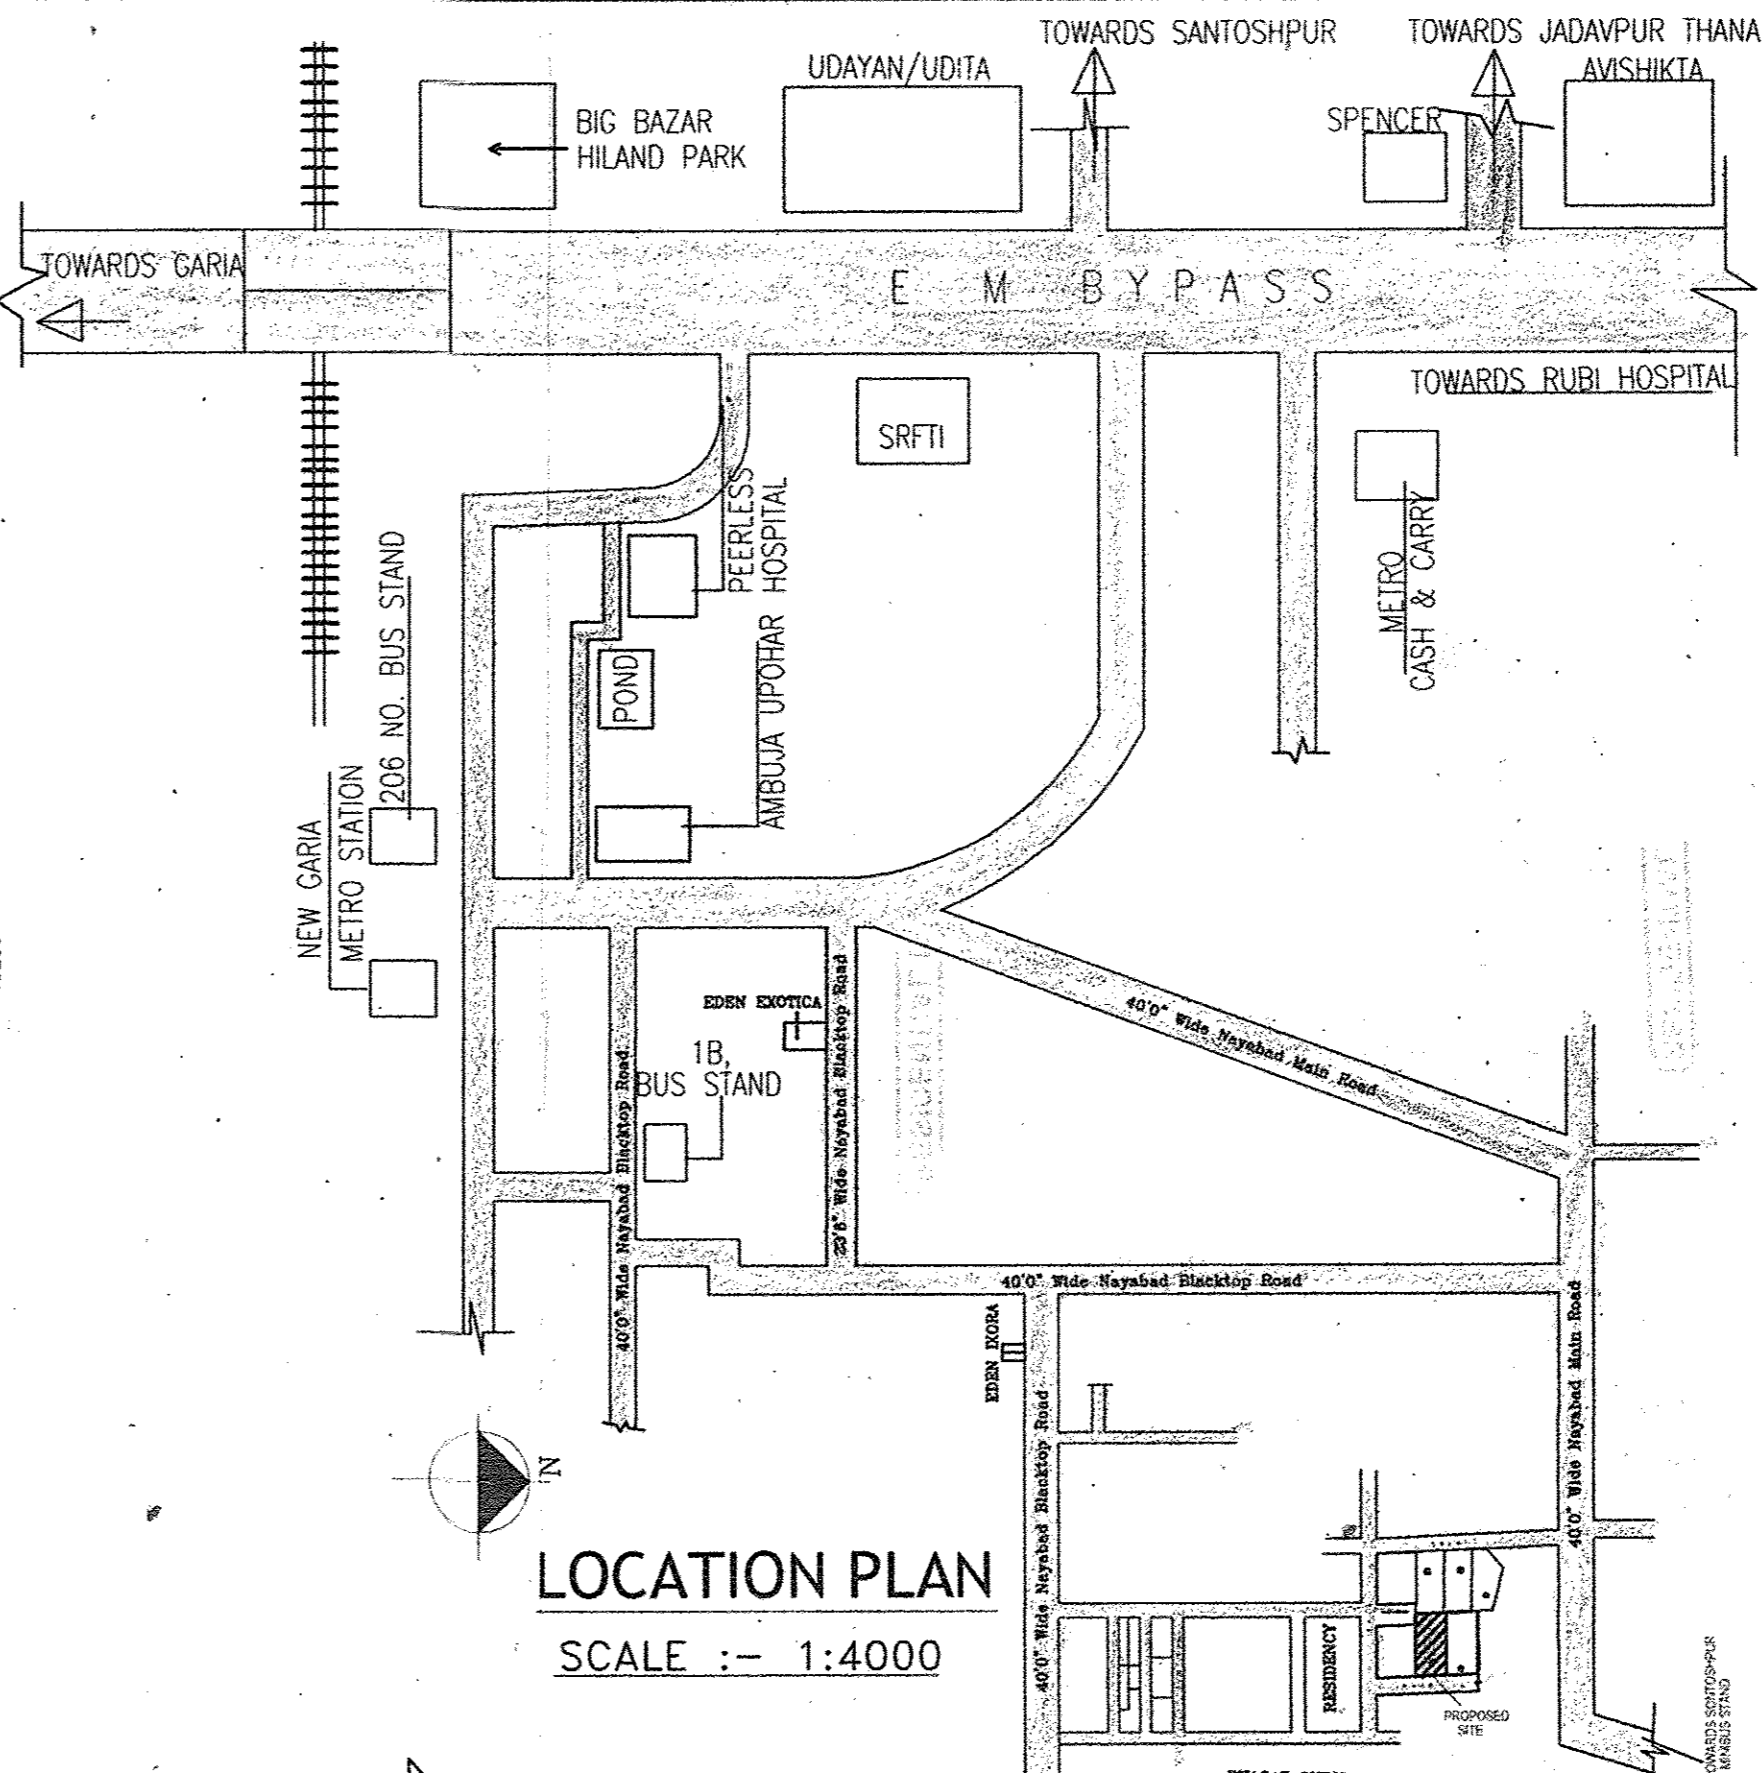 TOWARDS SANTOSHPUR
TOWARDS JADAVPUR THANA
UDAYAN/UDITA
AVISHIKTA
BIG BAZAR
HILAND PARK
SPENCER
TOWARDS GARIA
E M BYPASS
TOWARDS RUBI HOSPITAL
SRFTI
PEERLESS
HOSPITAL
METRO
CASH & CARRY
206 NO. BUS STAND
POND
AMBUJA UPOHAR
NEW GARIA
METRO STATION
EDEN EXOTICA
1B,
BUS STAND
40'0" Wide Nayabad Blacktop Road
23'8" Wide Nayabad Blacktop Road
40'0" Wide Nayabad Main Road
40'0" Wide Nayabad Blacktop Road
EDEN IXORA
40'0" Wide Nayabad Blacktop Road
40'0" Wide Nayabad Main Road
N
LOCATION PLAN
SCALE :- 1:4000
RESIDENCY
PROPOSED
SITE